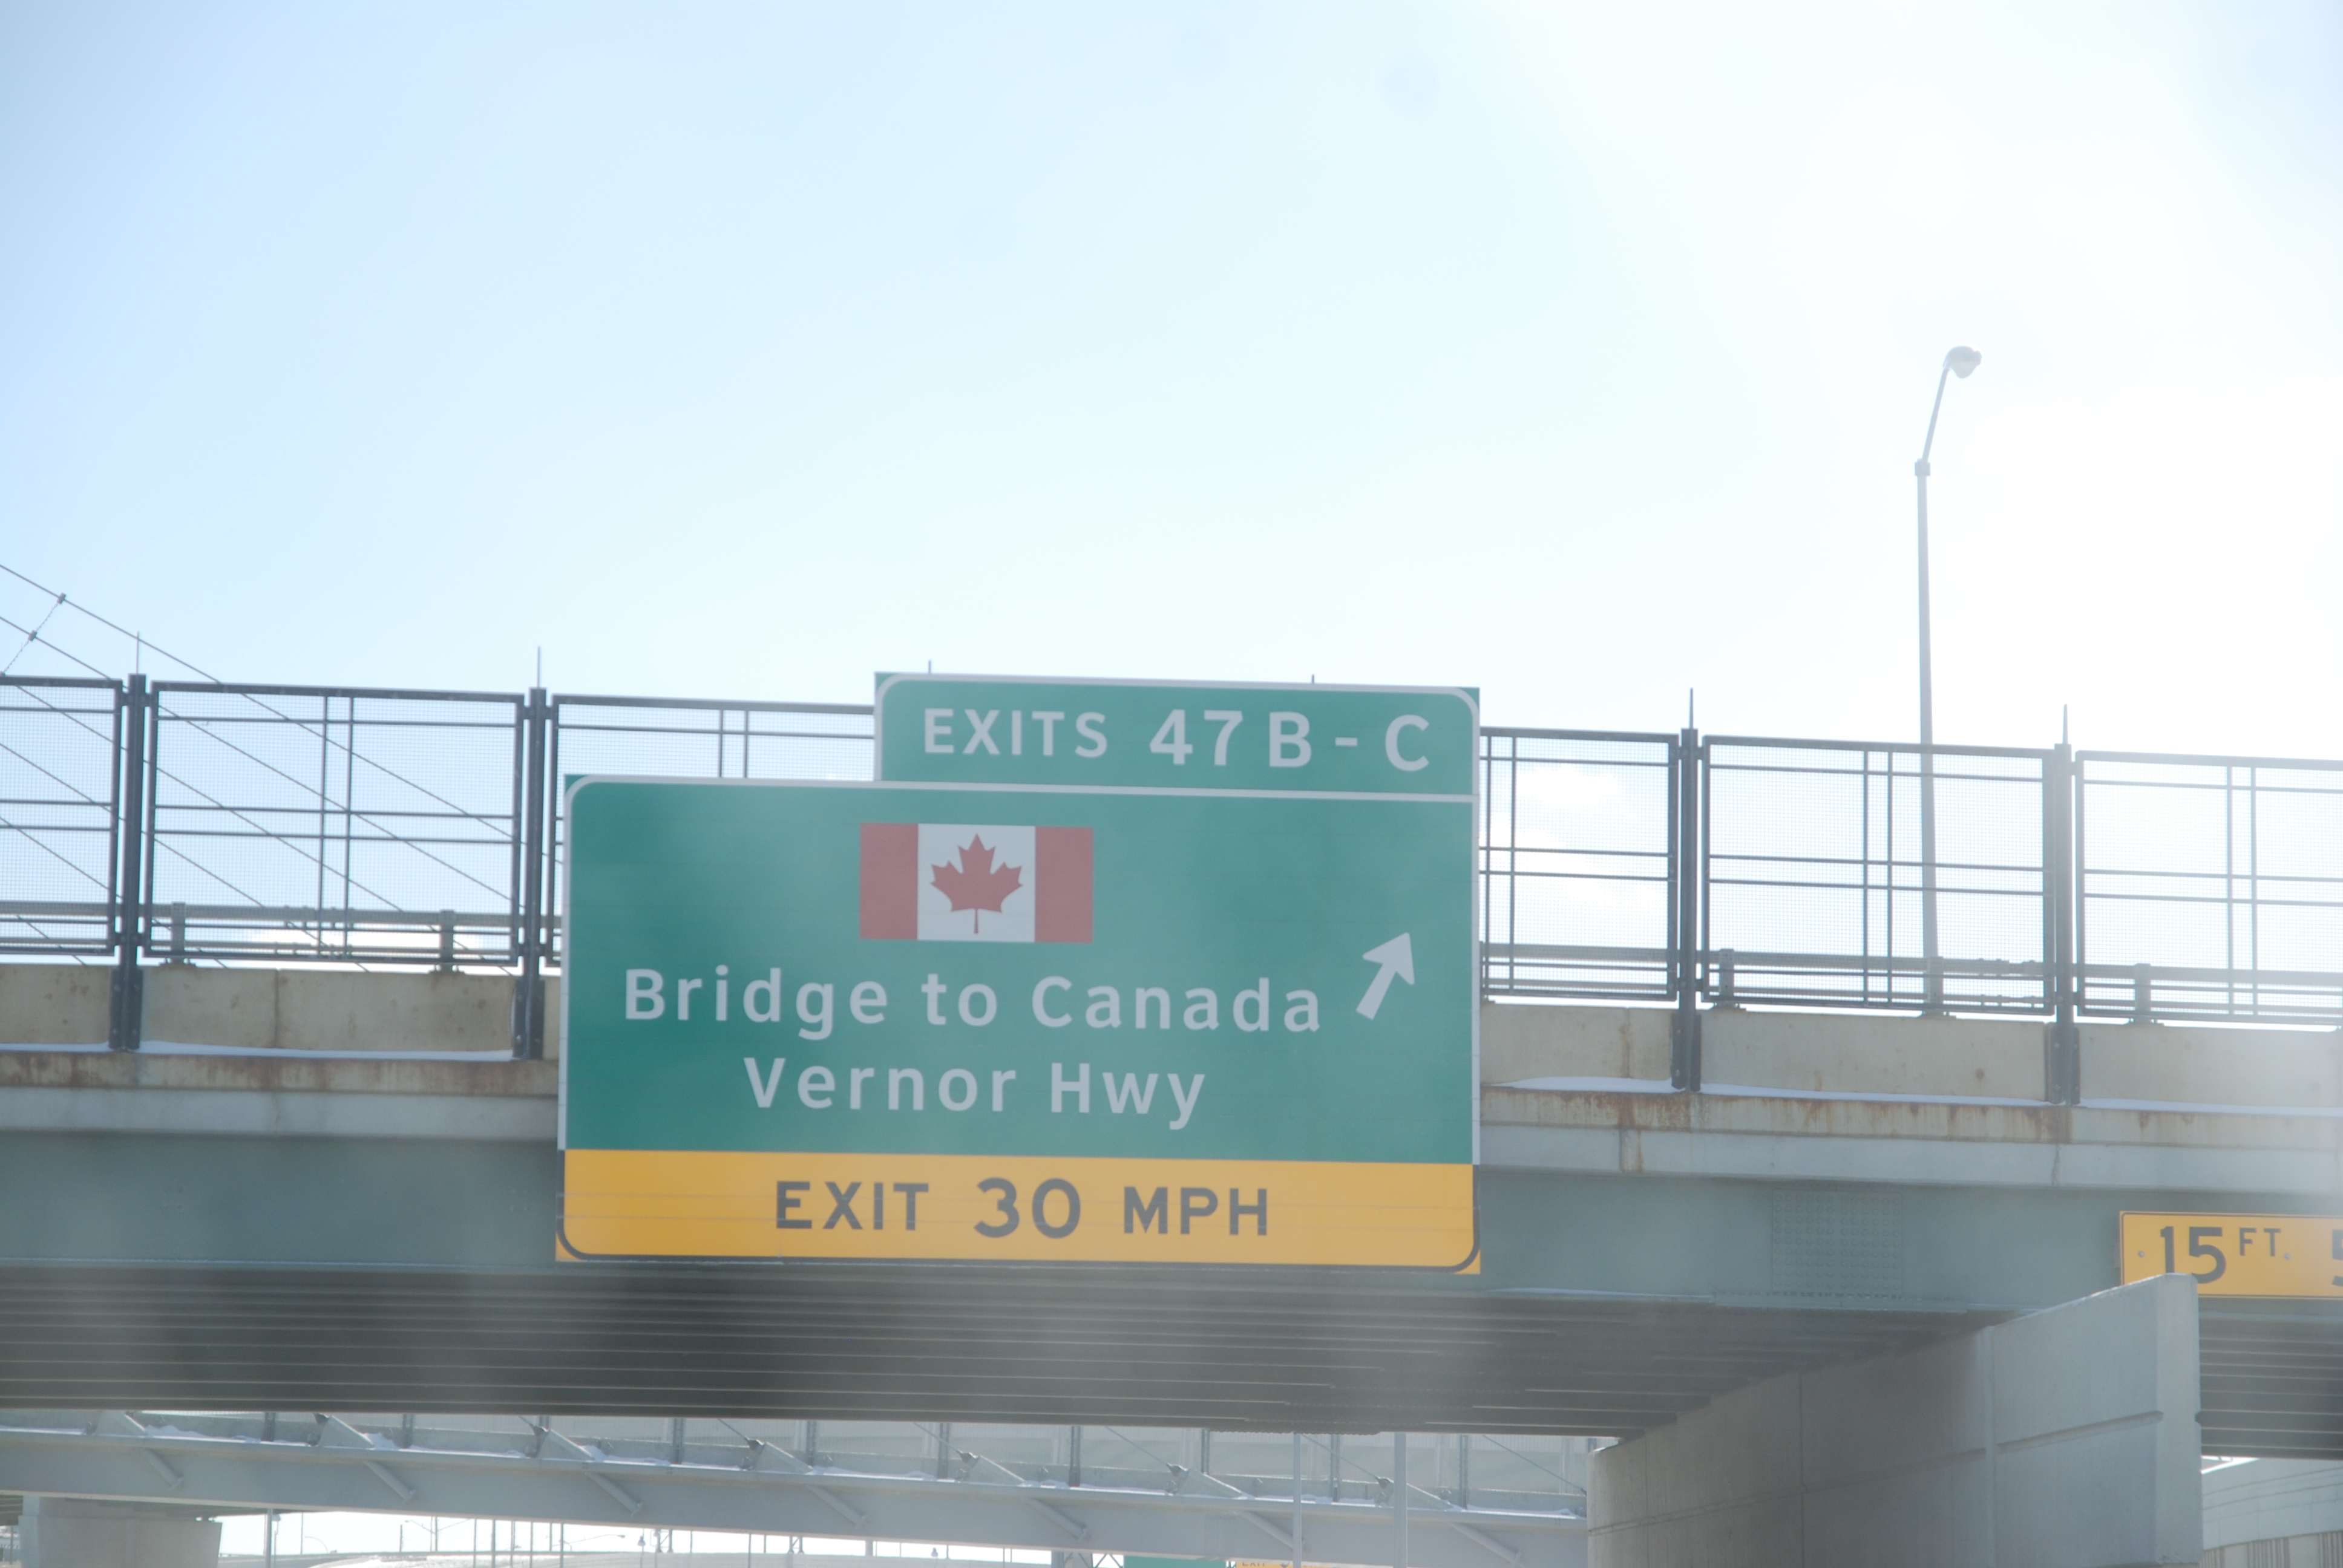 EXITS 47 B - C
Bridge to Canada
Vernor Hwy
EXIT 30 MPH
15 FT.